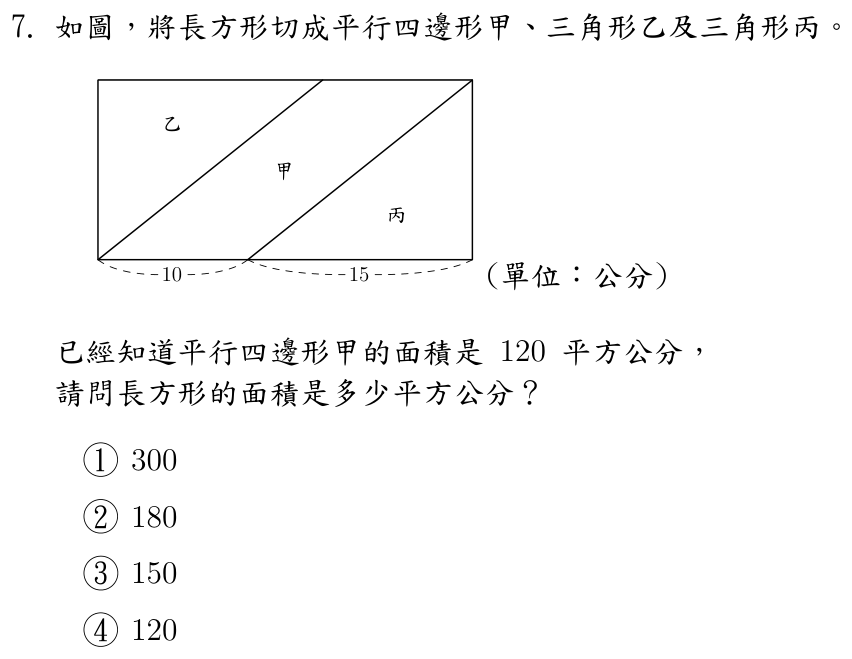 7. 如圖，將長方形切成平行四邊形甲、三角形乙及三角形丙。
乙
甲
丙
10
15
（單位：公分）
已經知道平行四邊形甲的面積是 120 平方公分，
請問長方形的面積是多少平方公分？
① 300
② 180
③ 150
④ 120